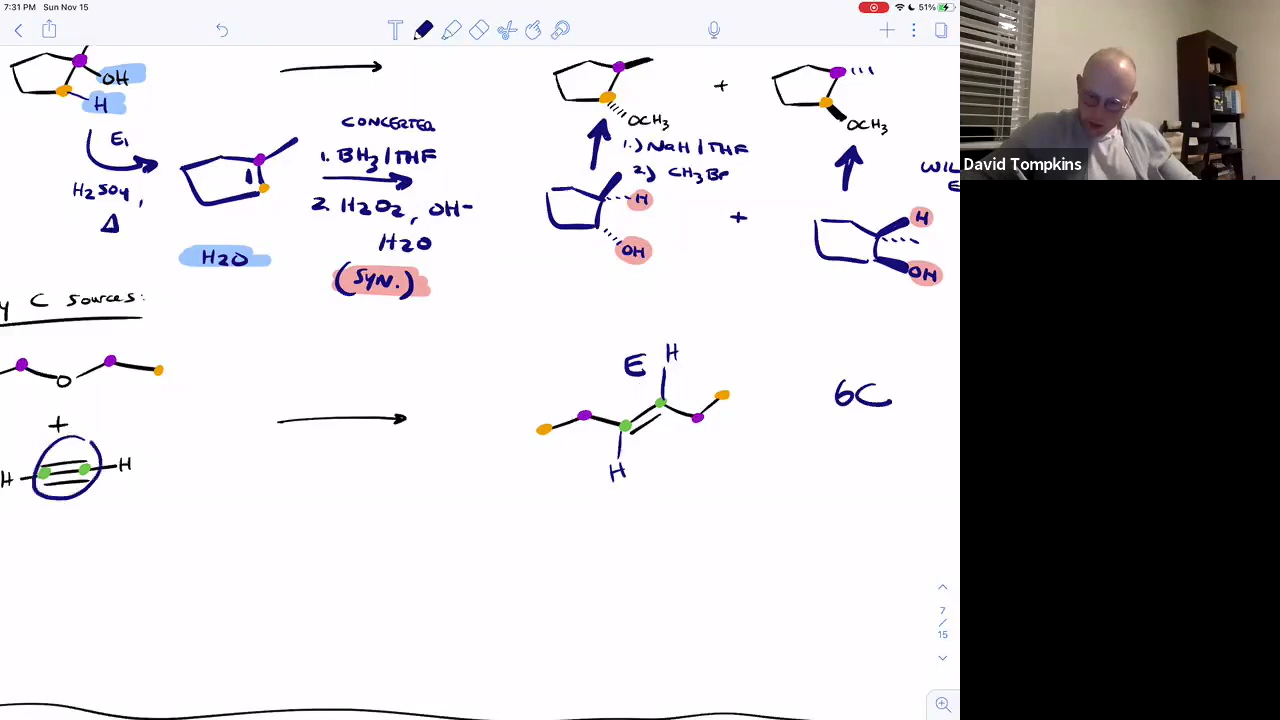 7:31 PM Sun Nov 15
51%
OH
H
E1
H2SO4,
Δ
H2O
CONCERTED
1. BH3/THF
2. H2O2, OH-
H2O
(SYN.)
OCH3
+
OCH3
1.) NaH/THF
2.) CH3Br
H
OH
+
H
OH
WIL
E
y C Sources:
O
+
H
H
E
H
H
6C
7
/
15
David Tompkins